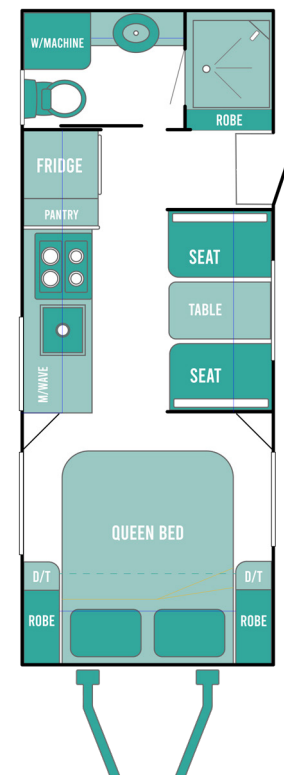 W/MACHINE
ROBE
FRIDGE
PANTRY
SEAT
TABLE
SEAT
M/WAVE
QUEEN BED
D/T
D/T
ROBE
ROBE